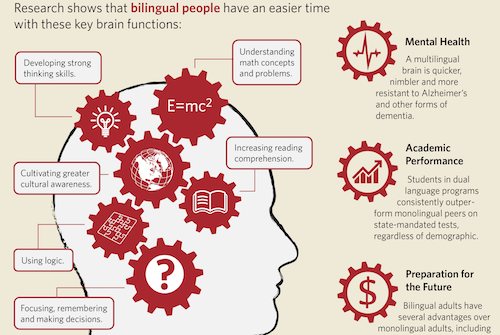 Research shows that bilingual people have an easier time
with these key brain functions:
Developing strong
thinking skills.
Understanding
math concepts
and problems.
E=mc²
Increasing reading
comprehension.
Cultivating greater
cultural awareness.
Using logic.
?
Focusing, remembering
and making decisions.
Mental Health
A multilingual
brain is quicker,
nimbler and more
resistant to Alzheimer's
and other forms of
dementia.
Academic
Performance
Students in dual
language programs
consistently outper-
form monolingual peers on
state-mandated tests,
regardless of demographic.
$
Preparation for
the Future
Bilingual adults have
several advantages over
monolingual adults, including